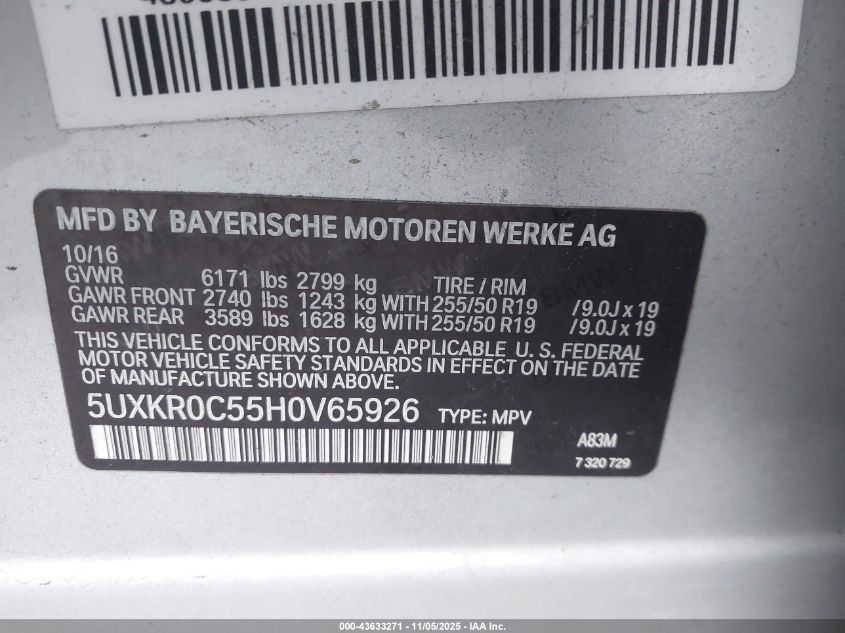 MFD BY BAYERISCHE MOTOREN WERKE AG
10/16
GVWR 6171 lbs 2799 kg TIRE / RIM
GAWR FRONT 2740 lbs 1243 kg WITH 255/50 R19 /9.0J x 19
GAWR REAR 3589 lbs 1628 kg WITH 255/50 R19 /9.0J x 19
THIS VEHICLE CONFORMS TO ALL APPLICABLE U. S. FEDERAL
MOTOR VEHICLE SAFETY STANDARDS IN EFFECT ON THE DATE
OF MANUFACTURE SHOWN ABOVE.
5UXKR0C55H0V65926 TYPE: MPV
A83M
7 320 729
000-43633271 - 11/05/2025 - IAA Inc.